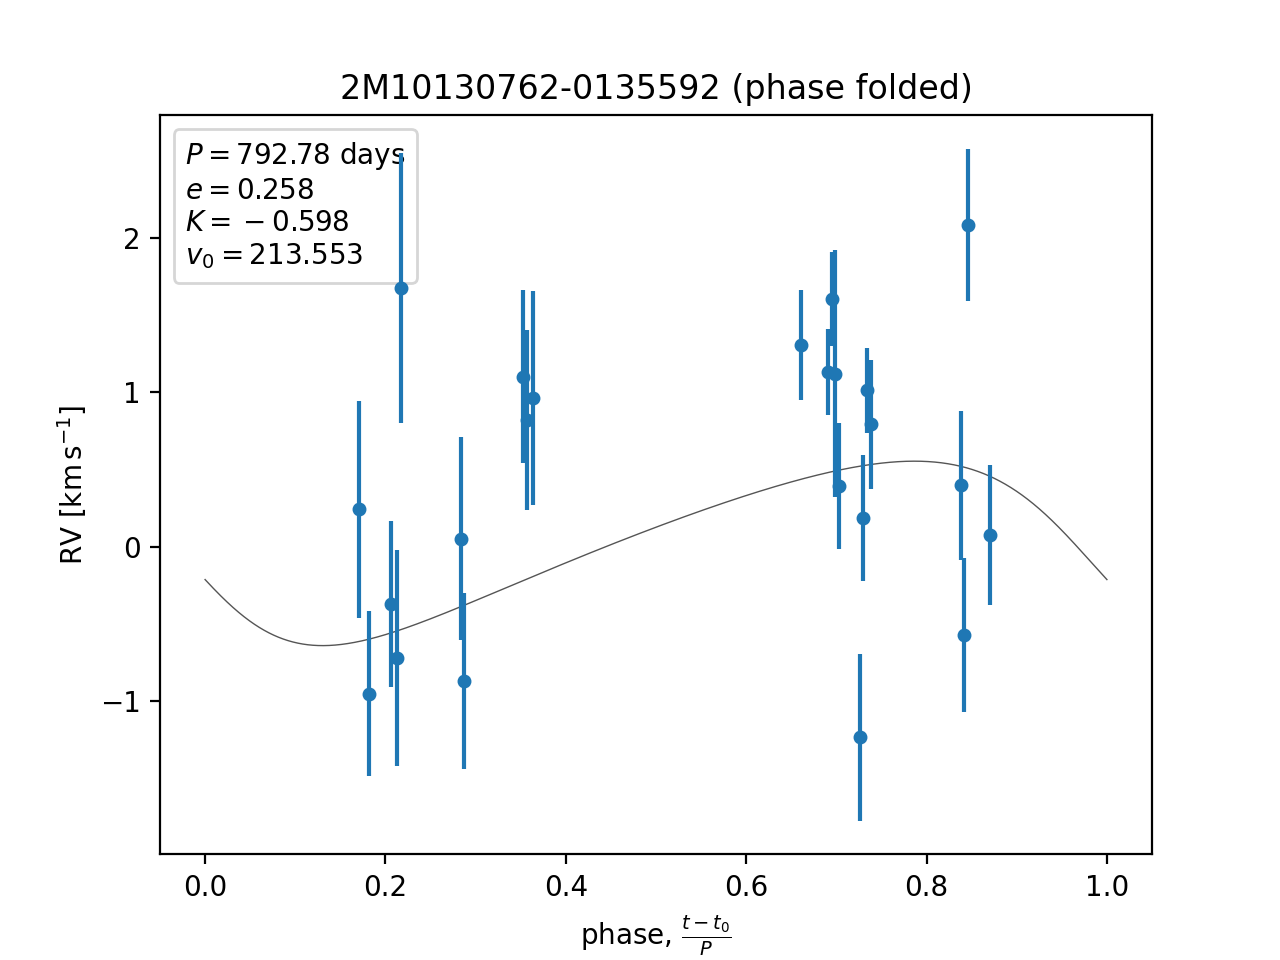 2M10130762-0135592 (phase folded)
P = 792.78 days
e = 0.258
K = −0.598
v₀ = 213.553
RV [km s⁻¹]
2
1
0
−1
0.0 0.2 0.4 0.6 0.8 1.0
phase, (t − t₀)/P